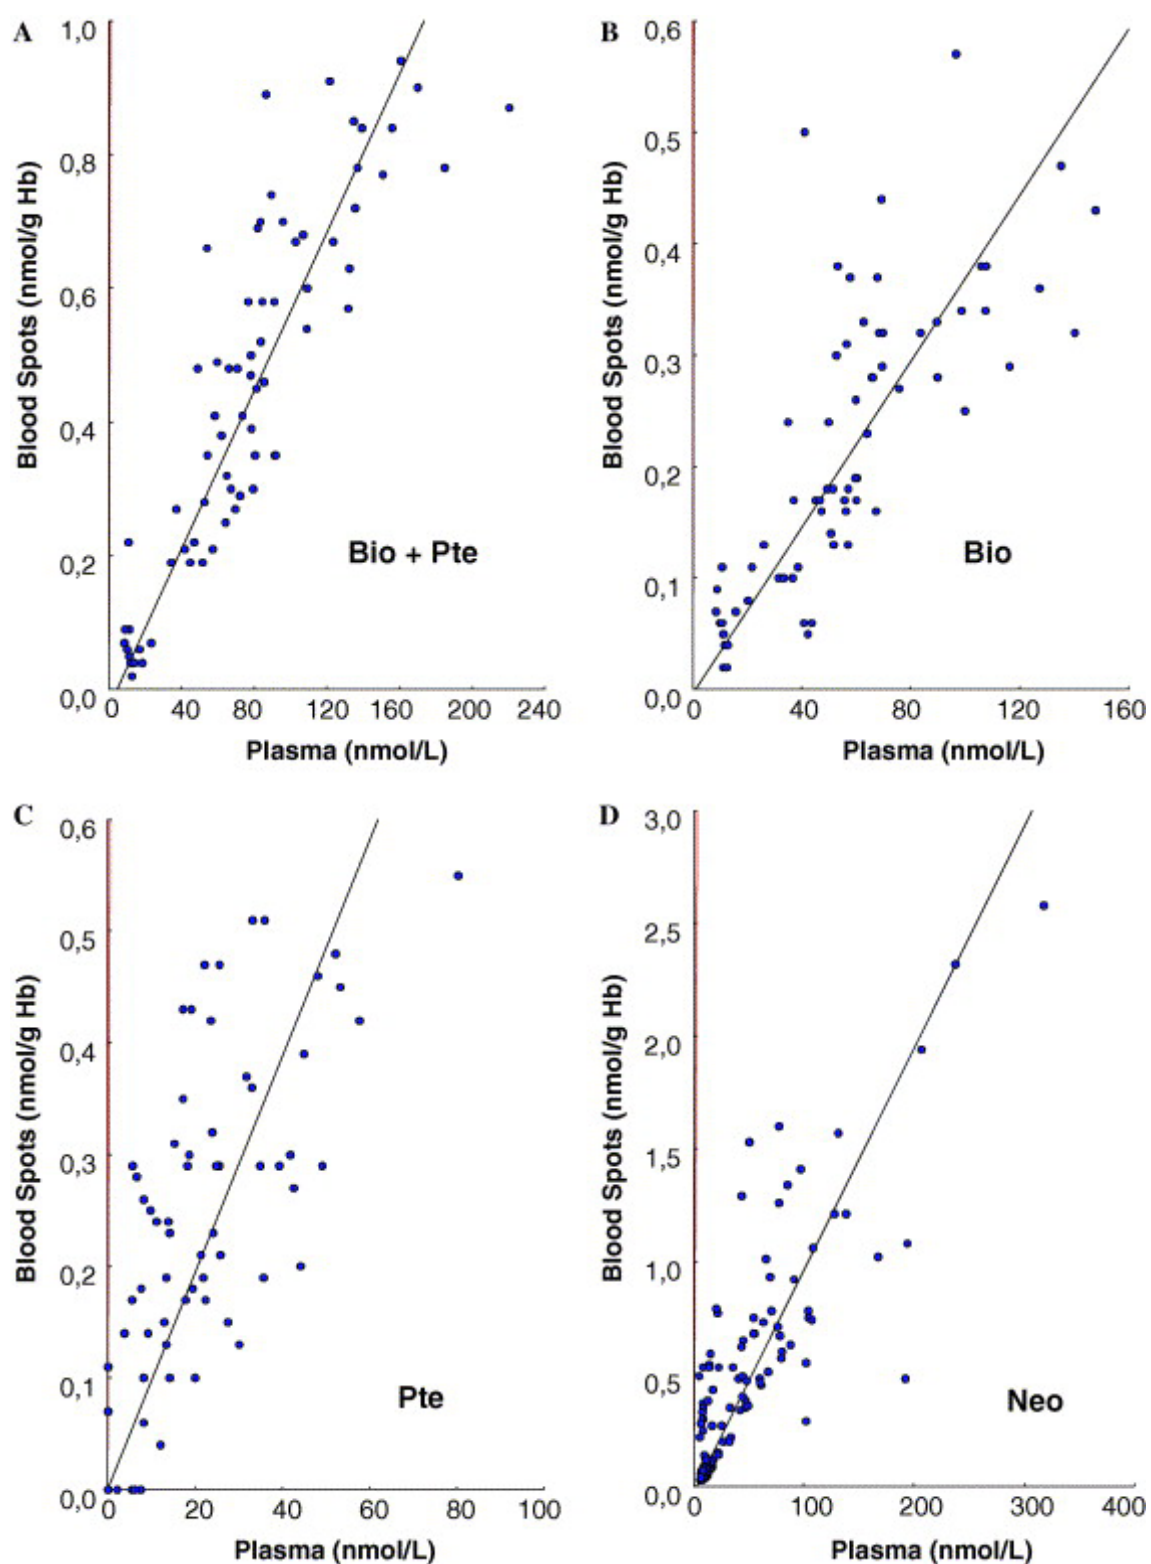 A
1,0
0,8
0,6
0,4
0,2
0,0
Blood Spots (nmol/g Hb)
Bio + Pte
0 40 80 120 160 200 240
Plasma (nmol/L)
B
0,6
0,5
0,4
0,3
0,2
0,1
0,0
Blood Spots (nmol/g Hb)
Bio
0 40 80 120 160
Plasma (nmol/L)
C
0,6
0,5
0,4
0,3
0,2
0,1
0,0
Blood Spots (nmol/g Hb)
Pte
0 20 40 60 80 100
Plasma (nmol/L)
D
3,0
2,5
2,0
1,5
1,0
0,5
0,0
Blood Spots (nmol/g Hb)
Neo
0 100 200 300 400
Plasma (nmol/L)